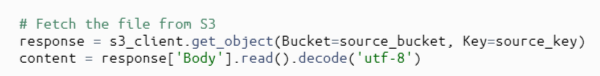 # Fetch the file from S3
response = s3_client.get_object(Bucket=source_bucket, Key=source_key)
content = response['Body'].read().decode('utf-8')